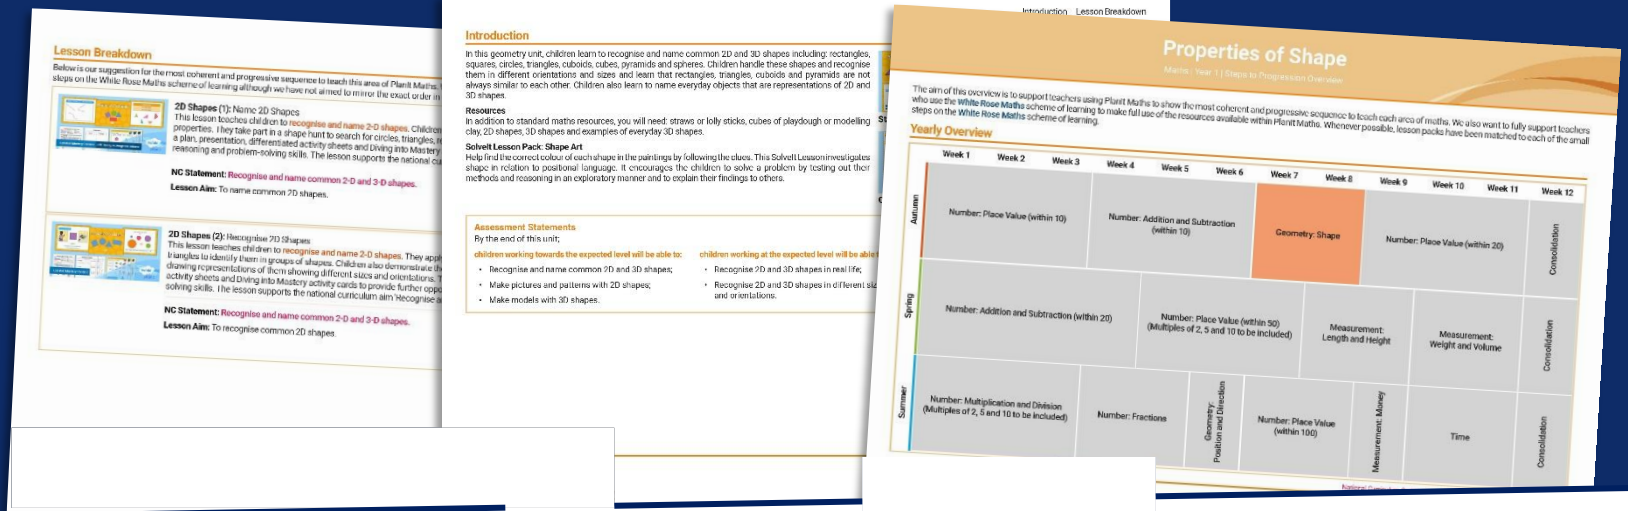 Lesson Breakdown
Below is our suggestion for the most coherent and progressive sequence to teach this area of PlanIt Maths.
steps on the White Rose Maths scheme of learning although we have not aimed to mirror the exact order in
2D Shapes (1): Name 2D Shapes
This lesson teaches children to recognise and name 2-D shapes. Children
properties. They take part in a shape hunt to search for circles, triangles,
a plan, presentation, differentiated activity sheets and Diving into Mastery
reasoning and problem-solving skills. The lesson supports the national
NC Statement: Recognise and name common 2-D and 3-D shapes.
Lesson Aim: To name common 2D shapes.
2D Shapes (2): Recognise 2D Shapes
This lesson teaches children to recognise and name 2-D shapes. They
triangles to identify them in groups of shapes. Children also demonstrate
drawing representations of them showing different sizes and orientations.
activity sheets and Diving into Mastery activity cards to provide further
solving skills. The lesson supports the national curriculum aim 'Recognise
NC Statement: Recognise and name common 2-D and 3-D shapes.
Lesson Aim: To recognise common 2D shapes.
Introduction Lesson Breakdown
Introduction
In this geometry unit, children learn to recognise and name common 2D and 3D shapes including: rectangles,
squares, circles, triangles, cuboids, cubes, pyramids and spheres. Children handle these shapes and recognise
them in different orientations and sizes and learn that rectangles, triangles, cuboids and pyramids are not
always similar to each other. Children also learn to name everyday objects that are representations of 2D and
3D shapes.
Resources
In addition to standard maths resources, you will need: straws or lolly sticks, cubes of playdough or modelling
clay, 2D shapes, 3D shapes and examples of everyday 3D shapes.
SolveIt Lesson Pack: Shape Art
Help find the correct colour of each shape in the paintings by following the clues. This SolveIt Lesson investigates
shape in relation to positional language. It encourages the children to solve a problem by testing out their
methods and reasoning in an exploratory manner and to explain their findings to others.
Assessment Statements
By the end of this unit;
children working towards the expected level will be able to:
• Recognise and name common 2D and 3D shapes;
• Make pictures and patterns with 2D shapes;
• Make models with 3D shapes.
children working at the expected level will be able
• Recognise 2D and 3D shapes in real life;
• Recognise 2D and 3D shapes in different
and orientations.
Properties of Shape
Maths | Year 1 | Steps to Progression Overview
The aim of this overview is to support teachers using PlanIt Maths to show the most coherent and progressive sequence to teach each area of maths. We also want to fully support teachers
who use the White Rose Maths scheme of learning to make full use of the resources available within PlanIt Maths. Whenever possible, lesson packs have been matched to each of the small
steps on the White Rose Maths scheme of learning.
Yearly Overview
Week 1 Week 2 Week 3 Week 4 Week 5 Week 6 Week 7 Week 8 Week 9 Week 10 Week 11 Week 12
Autumn
Number: Place Value (within 10)
Number: Addition and Subtraction
(within 10)
Geometry: Shape
Number: Place Value (within 20)
Consolidation
Spring
Number: Addition and Subtraction (within 20)
Number: Place Value (within 50)
(Multiples of 2, 5 and 10 to be included)
Measurement:
Length and Height
Measurement:
Weight and Volume
Consolidation
Summer
Number: Multiplication and Division
(Multiples of 2, 5 and 10 to be included)
Number: Fractions
Geometry:
Position and Direction
Number: Place Value
(within 100)
Measurement: Money
Time
Consolidation